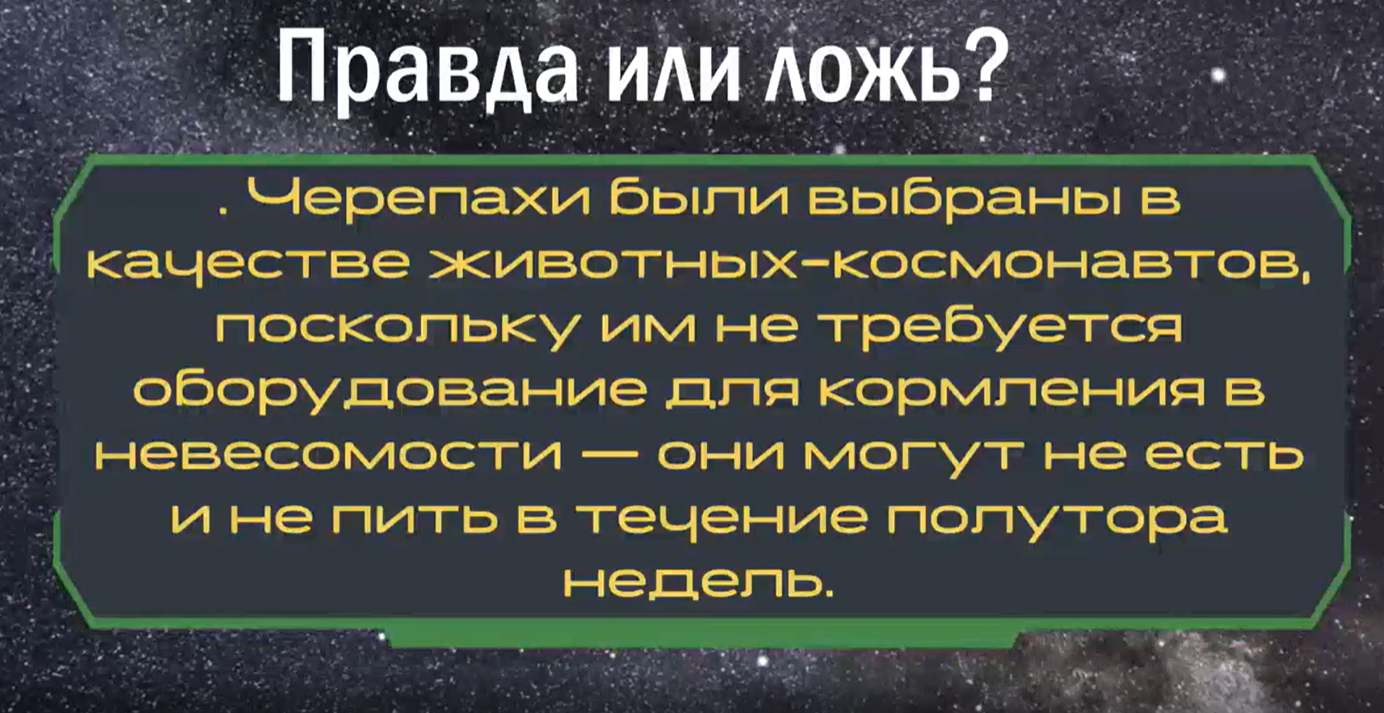 Правда или ложь?
. Черепахи были выбраны в
качестве животных-космонавтов,
поскольку им не требуется
оборудование для кормления в
невесомости — они могут не есть
и не пить в течение полутора
недель.